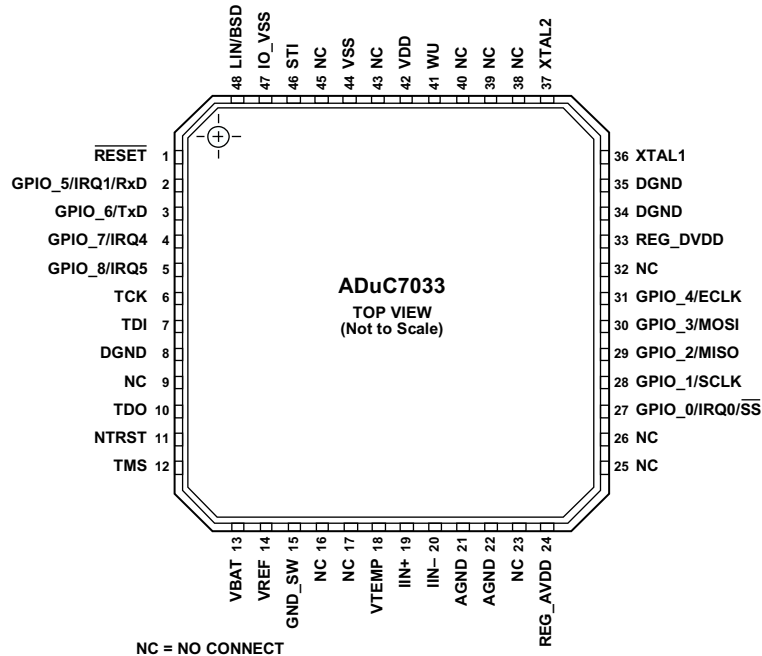 48 LIN/BSD
47 IO_VSS
46 STI
45 NC
44 VSS
43 NC
42 VDD
41 WU
40 NC
39 NC
38 NC
37 XTAL2
RESET 1
GPIO_5/IRQ1/RxD 2
GPIO_6/TxD 3
GPIO_7/IRQ4 4
GPIO_8/IRQ5 5
TCK 6
TDI 7
DGND 8
NC 9
TDO 10
NTRST 11
TMS 12
ADuC7033
TOP VIEW
(Not to Scale)
36 XTAL1
35 DGND
34 DGND
33 REG_DVDD
32 NC
31 GPIO_4/ECLK
30 GPIO_3/MOSI
29 GPIO_2/MISO
28 GPIO_1/SCLK
27 GPIO_0/IRQ0/SS
26 NC
25 NC
VBAT 13
VREF 14
GND_SW 15
NC 16
NC 17
VTEMP 18
IIN+ 19
IIN– 20
AGND 21
AGND 22
NC 23
REG_AVDD 24
NC = NO CONNECT